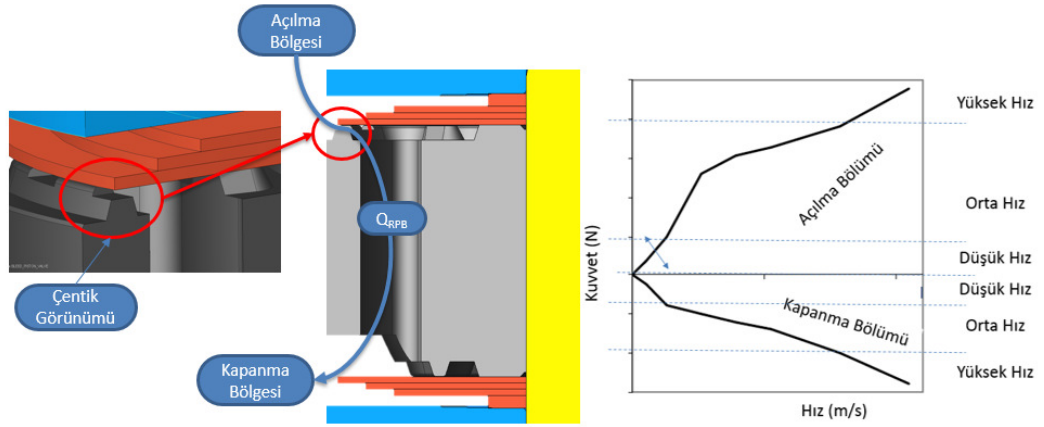 Açılma
Bölgesi
Q_RPB
Çentik
Görünümü
Kapanma
Bölgesi
Kuvvet (N)
Açılma Bölümü
Kapanma Bölümü
Yüksek Hız
Orta Hız
Düşük Hız
Düşük Hız
Orta Hız
Yüksek Hız
Hız (m/s)